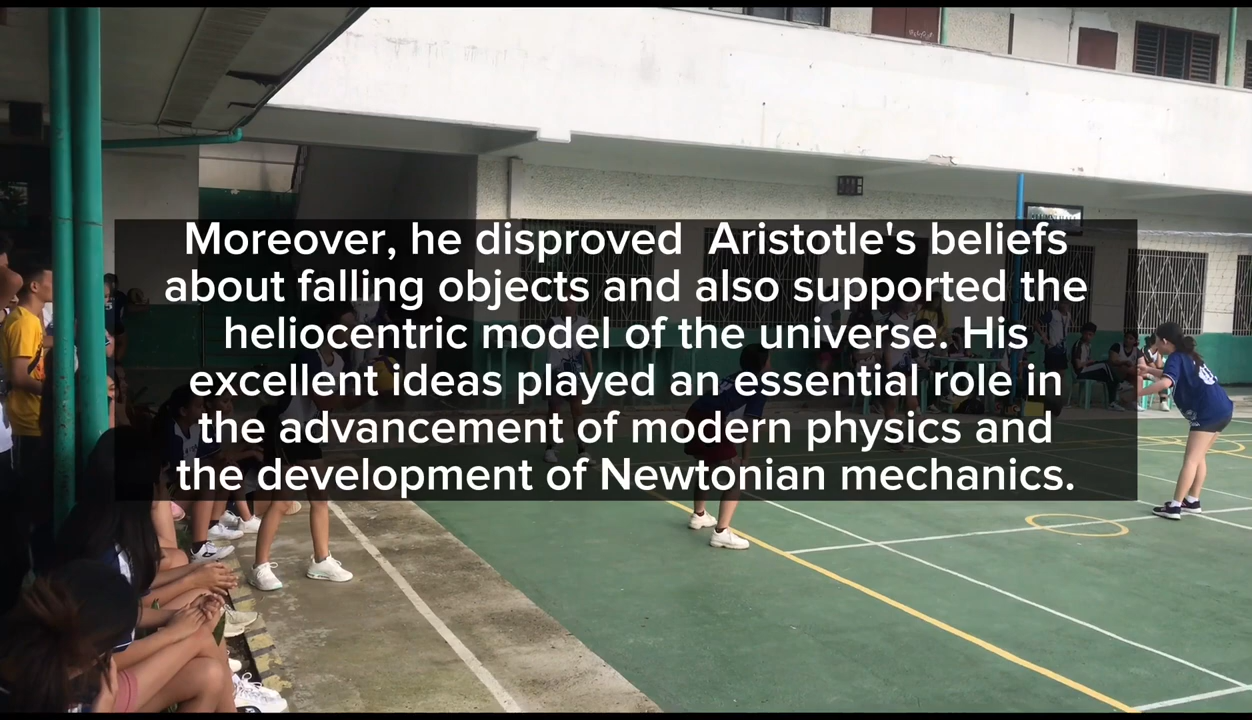 Moreover, he disproved  Aristotle's beliefs
about falling objects and also supported the
heliocentric model of the universe. His
excellent ideas played an essential role in
the advancement of modern physics and
the development of Newtonian mechanics.